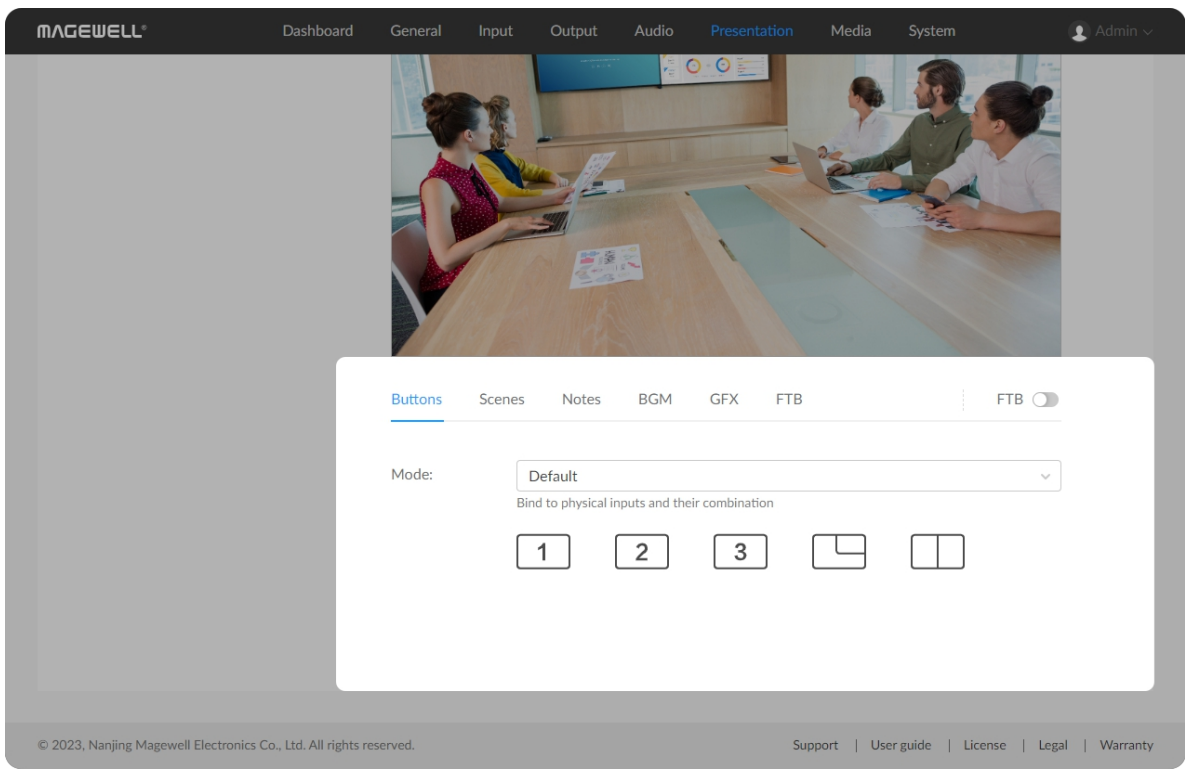 MAGEWELL®
Dashboard General Input Output Audio Presentation Media System Admin
Buttons Scenes Notes BGM GFX FTB FTB
Mode: Default
Bind to physical inputs and their combination
1 2 3
© 2023, Nanjing Magewell Electronics Co., Ltd. All rights reserved. Support | User guide | License | Legal | Warranty